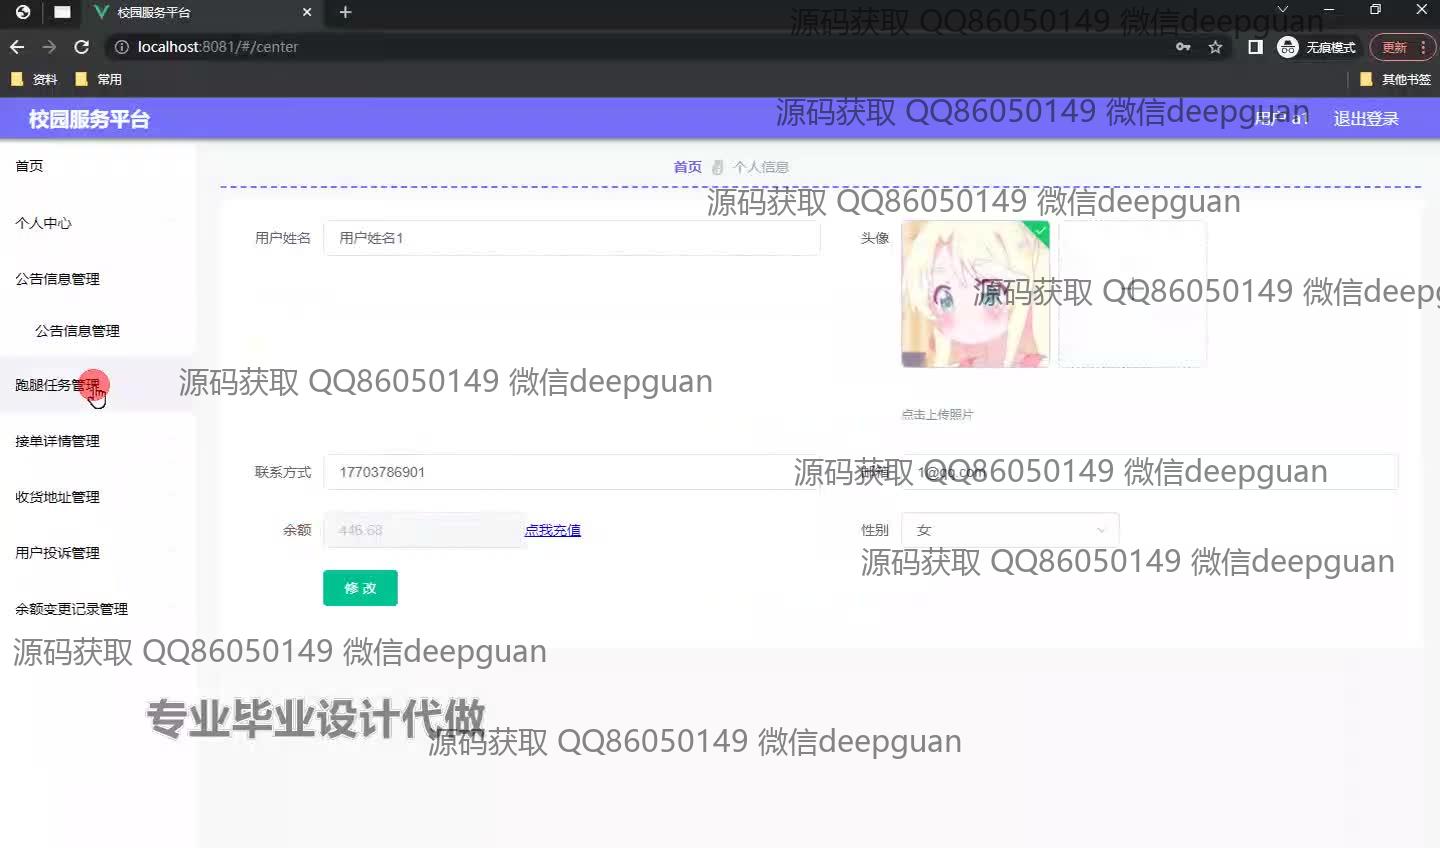 校园服务平台
源码获取 QQ86050149 微信deepguan
localhost:8081/#/center
无痕模式
更新
资料
常用
其他书签
校园服务平台
源码获取 QQ86050149 微信deepguan
用户 a1
退出登录
首页
首页
个人信息
源码获取 QQ86050149 微信deepguan
个人中心
用户姓名
用户姓名1
头像
公告信息管理
源码获取 QQ86050149 微信deepg
公告信息管理
跑腿任务管理
源码获取 QQ86050149 微信deepguan
点击上传照片
接单详情管理
联系方式
17703786901
邮箱
1@qq.com
源码获取 QQ86050149 微信deepguan
收货地址管理
余额
446.68
点我充值
性别
女
用户投诉管理
源码获取 QQ86050149 微信deepguan
修改
余额变更记录管理
源码获取 QQ86050149 微信deepguan
专业毕业设计代做
源码获取 QQ86050149 微信deepguan